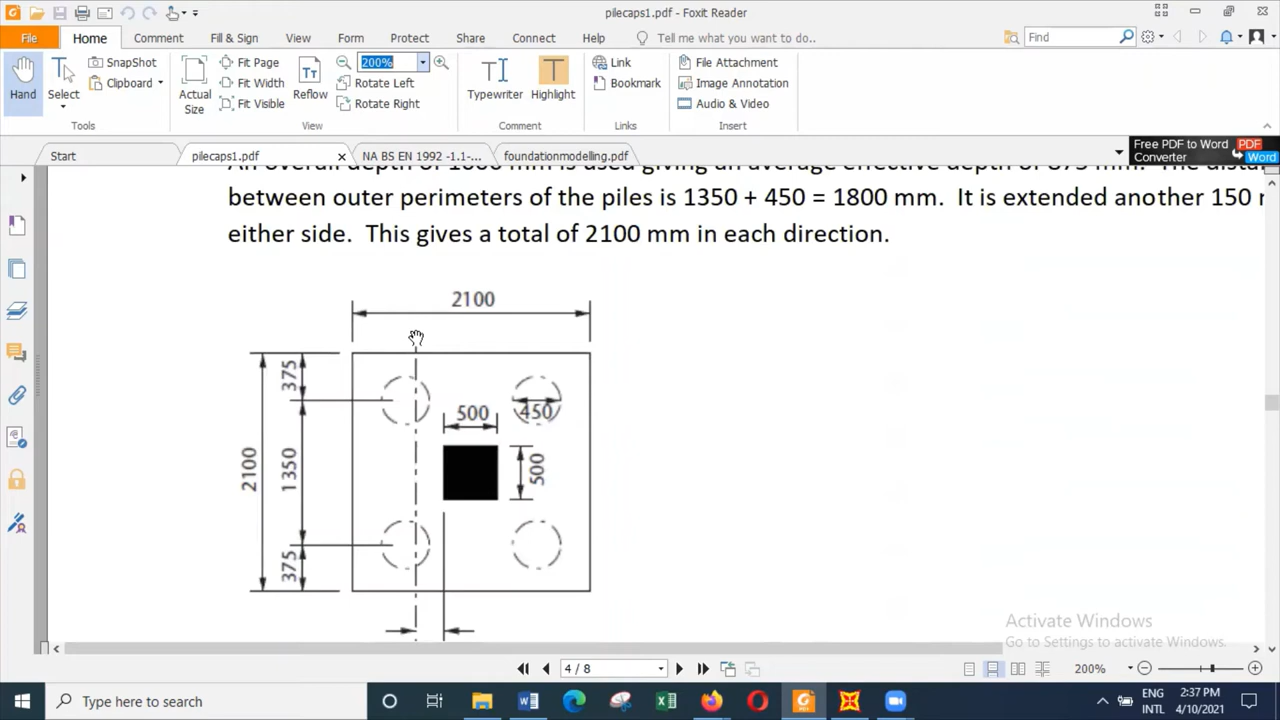 pilecaps1.pdf - Foxit Reader
File Home Comment Fill & Sign View Form Protect Share Connect Help Tell me what you want to do.. Find
Hand
Select
SnapShot
Clipboard
Tools
Actual Size
Fit Page
Fit Width
Fit Visible
Reflow
200%
Rotate Left
Rotate Right
View
Typewriter
Highlight
Comment
Link
Bookmark
Links
File Attachment
Image Annotation
Audio & Video
Insert
Start pilecaps1.pdf NA BS EN 1992 -1.1-... foundationmodelling.pdf
Free PDF to Word Converter
PDF
Word
between outer perimeters of the piles is 1350 + 450 = 1800 mm. It is extended another 150
either side. This gives a total of 2100 mm in each direction.
2100
375
500
450
2100
1350
500
375
Activate Windows
Go to Settings to activate Windows.
4 / 8
200%
Type here to search
ENG
INTL
2:37 PM
4/10/2021